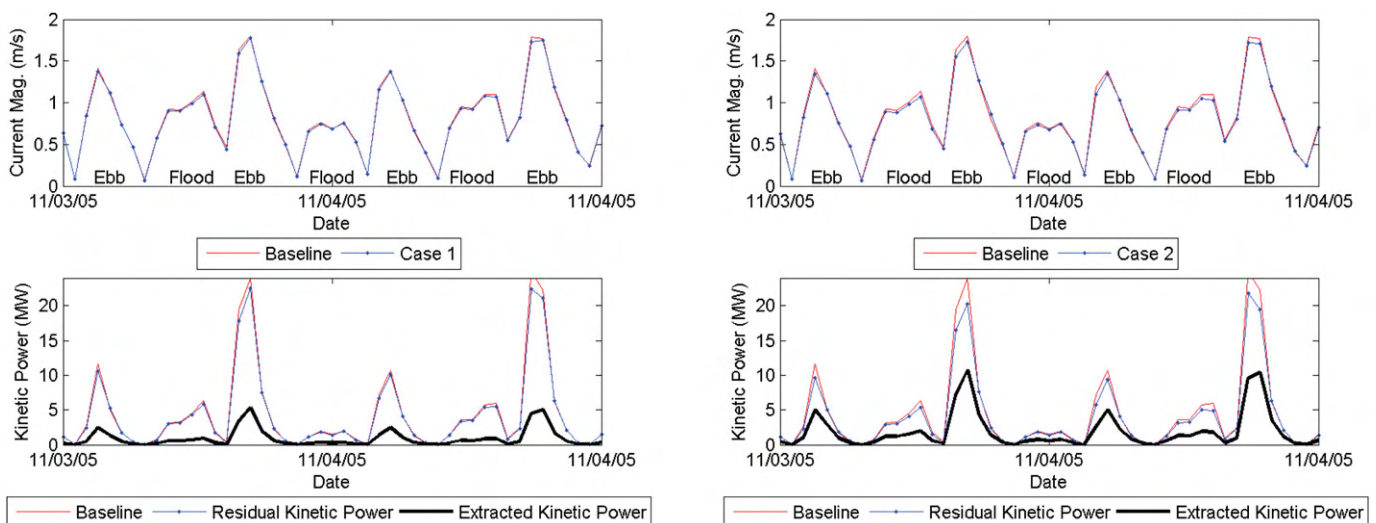 Current Mag. (m/s)
2
1.5
1
0.5
0
Ebb Flood Ebb Flood Ebb Flood Ebb
11/03/05 11/04/05 11/04/05
Date
Baseline Case 1
Kinetic Power (MW)
20
15
10
5
0
11/03/05 11/04/05 11/04/05
Date
Baseline Residual Kinetic Power Extracted Kinetic Power
Current Mag. (m/s)
2
1.5
1
0.5
0
Ebb Flood Ebb Flood Ebb Flood Ebb
11/03/05 11/04/05 11/04/05
Date
Baseline Case 2
Kinetic Power (MW)
20
15
10
5
0
11/03/05 11/04/05 11/04/05
Date
Baseline Residual Kinetic Power Extracted Kinetic Power